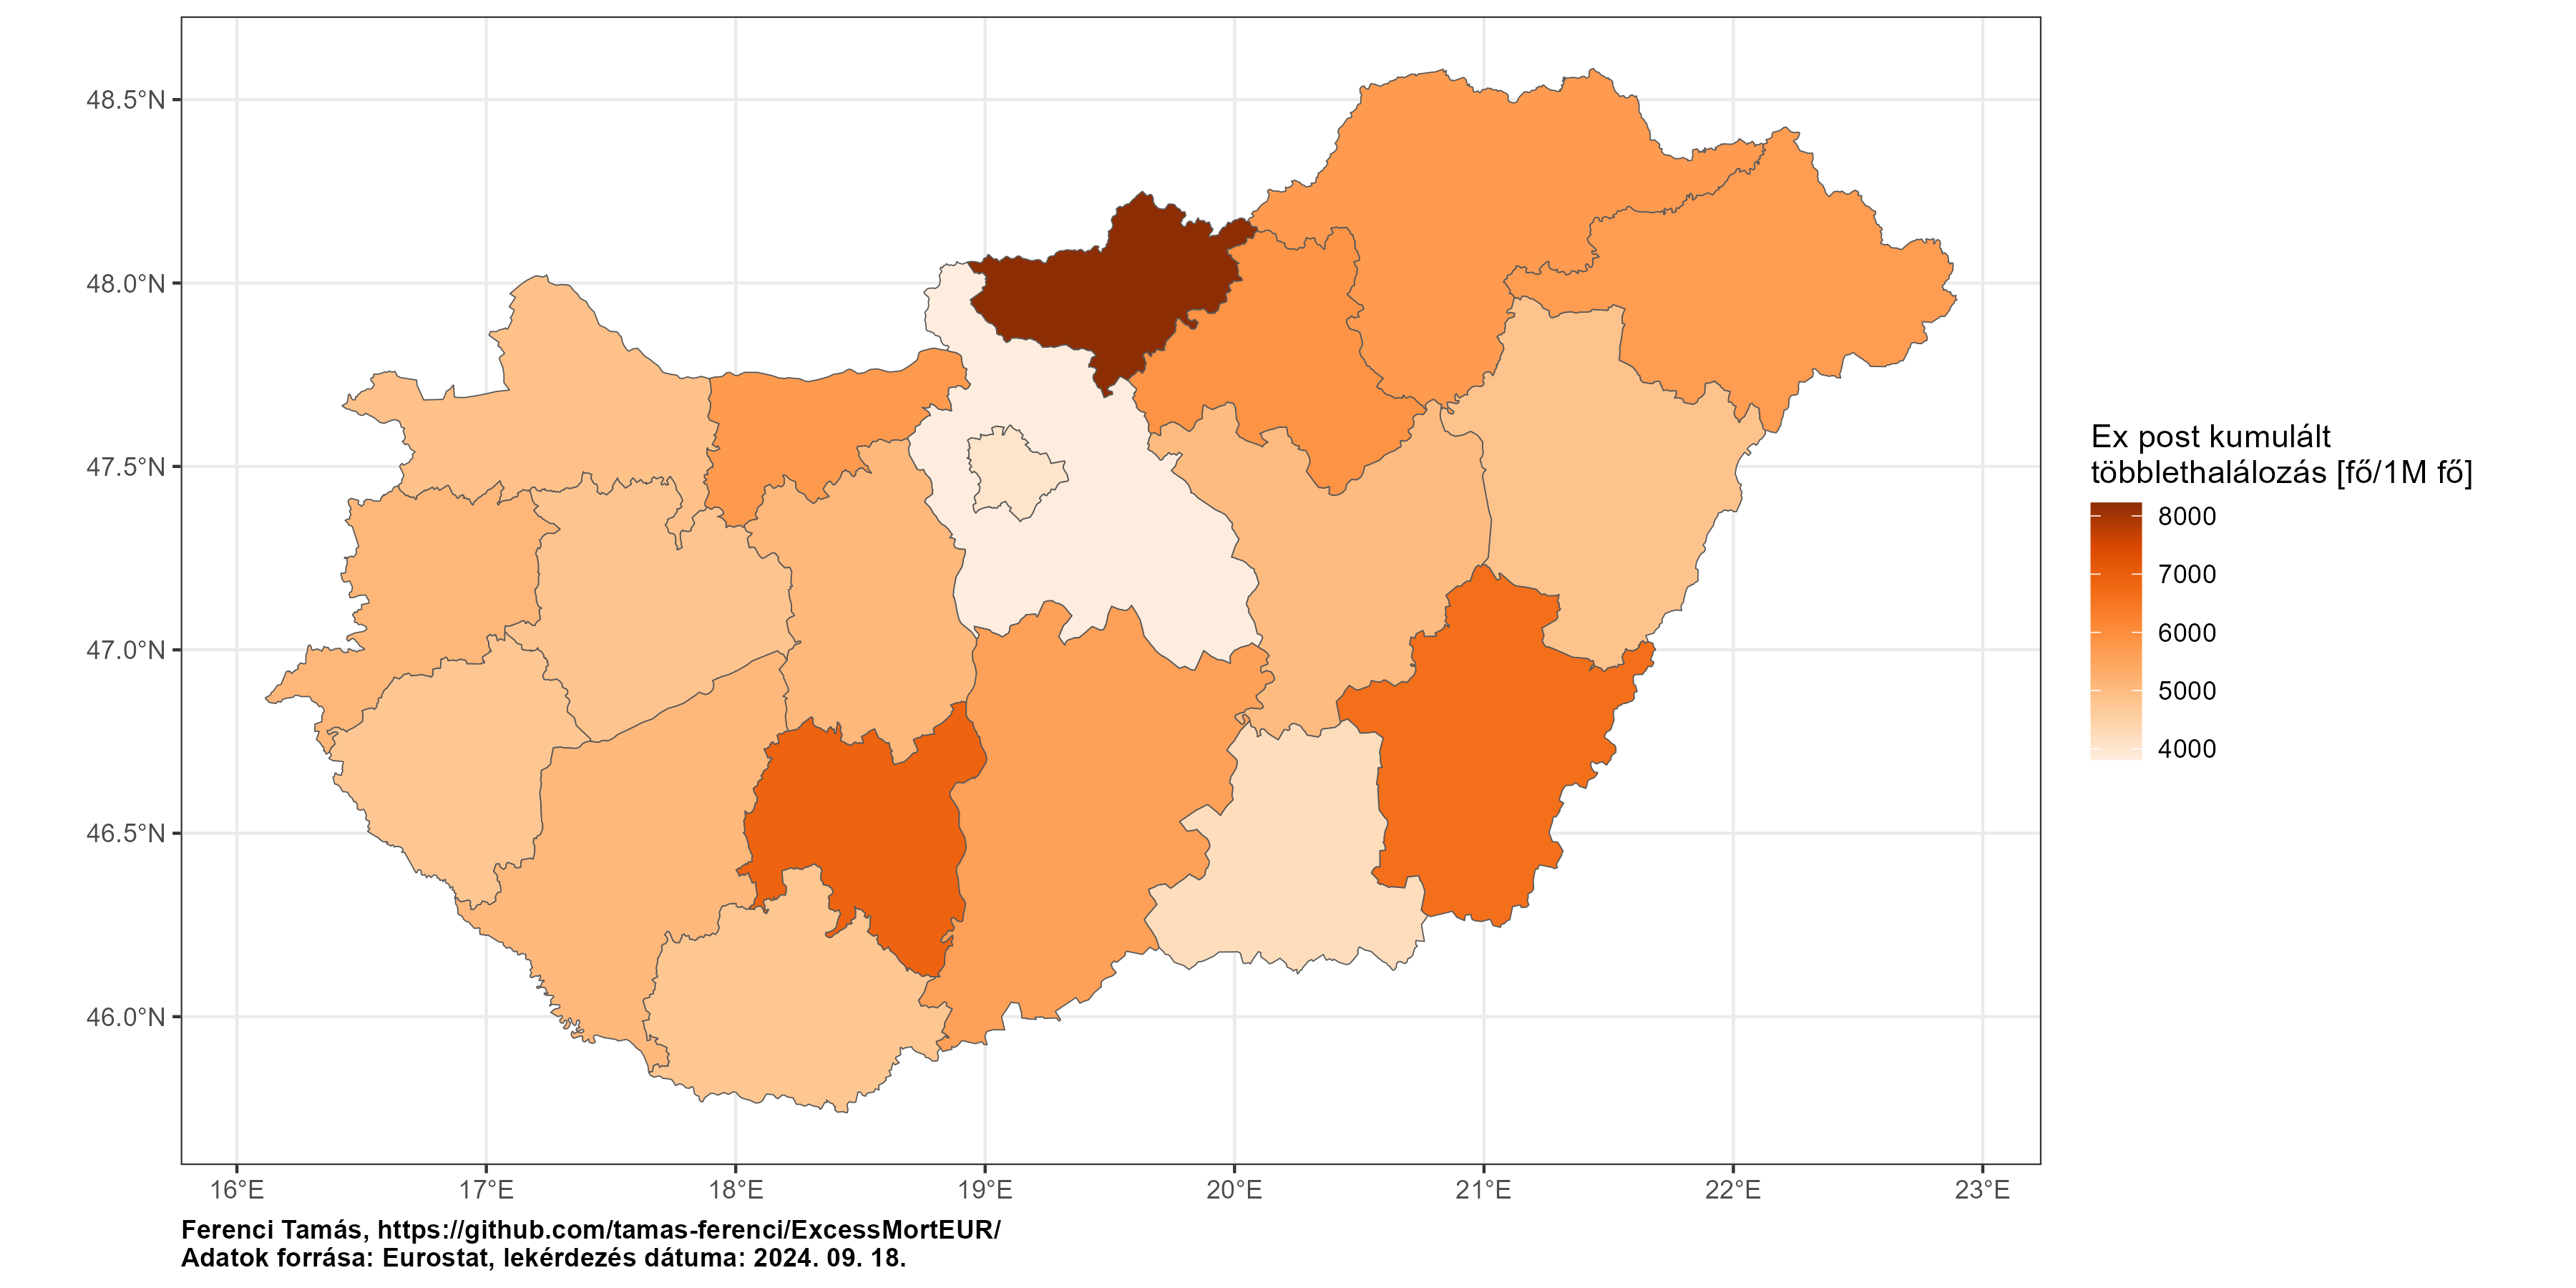 48.5°N
48.0°N
47.5°N
47.0°N
46.5°N
46.0°N
16°E 17°E 18°E 19°E 20°E 21°E 22°E 23°E
Ex post kumulált
többlethalálozás [fő/1M fő]
8000
7000
6000
5000
4000
Ferenci Tamás, https://github.com/tamas-ferenci/ExcessMortEUR/
Adatok forrása: Eurostat, lekérdezés dátuma: 2024. 09. 18.